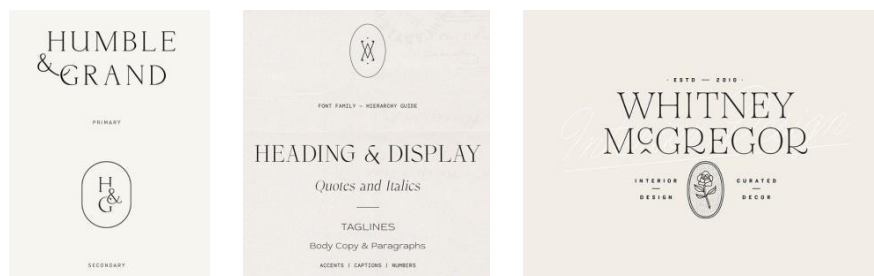 HUMBLE
& GRAND
PRIMARY
H
&
G
SECONDARY
FONT FAMILY – HIERARCHY GUIDE
HEADING & DISPLAY
Quotes and Italics
TAGLINES
Body Copy & Paragraphs
ACCENTS | CAPTIONS | NUMBERS
· ESTD — 2010 ·
WHITNEY
McGREGOR
INTERIOR
DESIGN
CURATED
DECOR